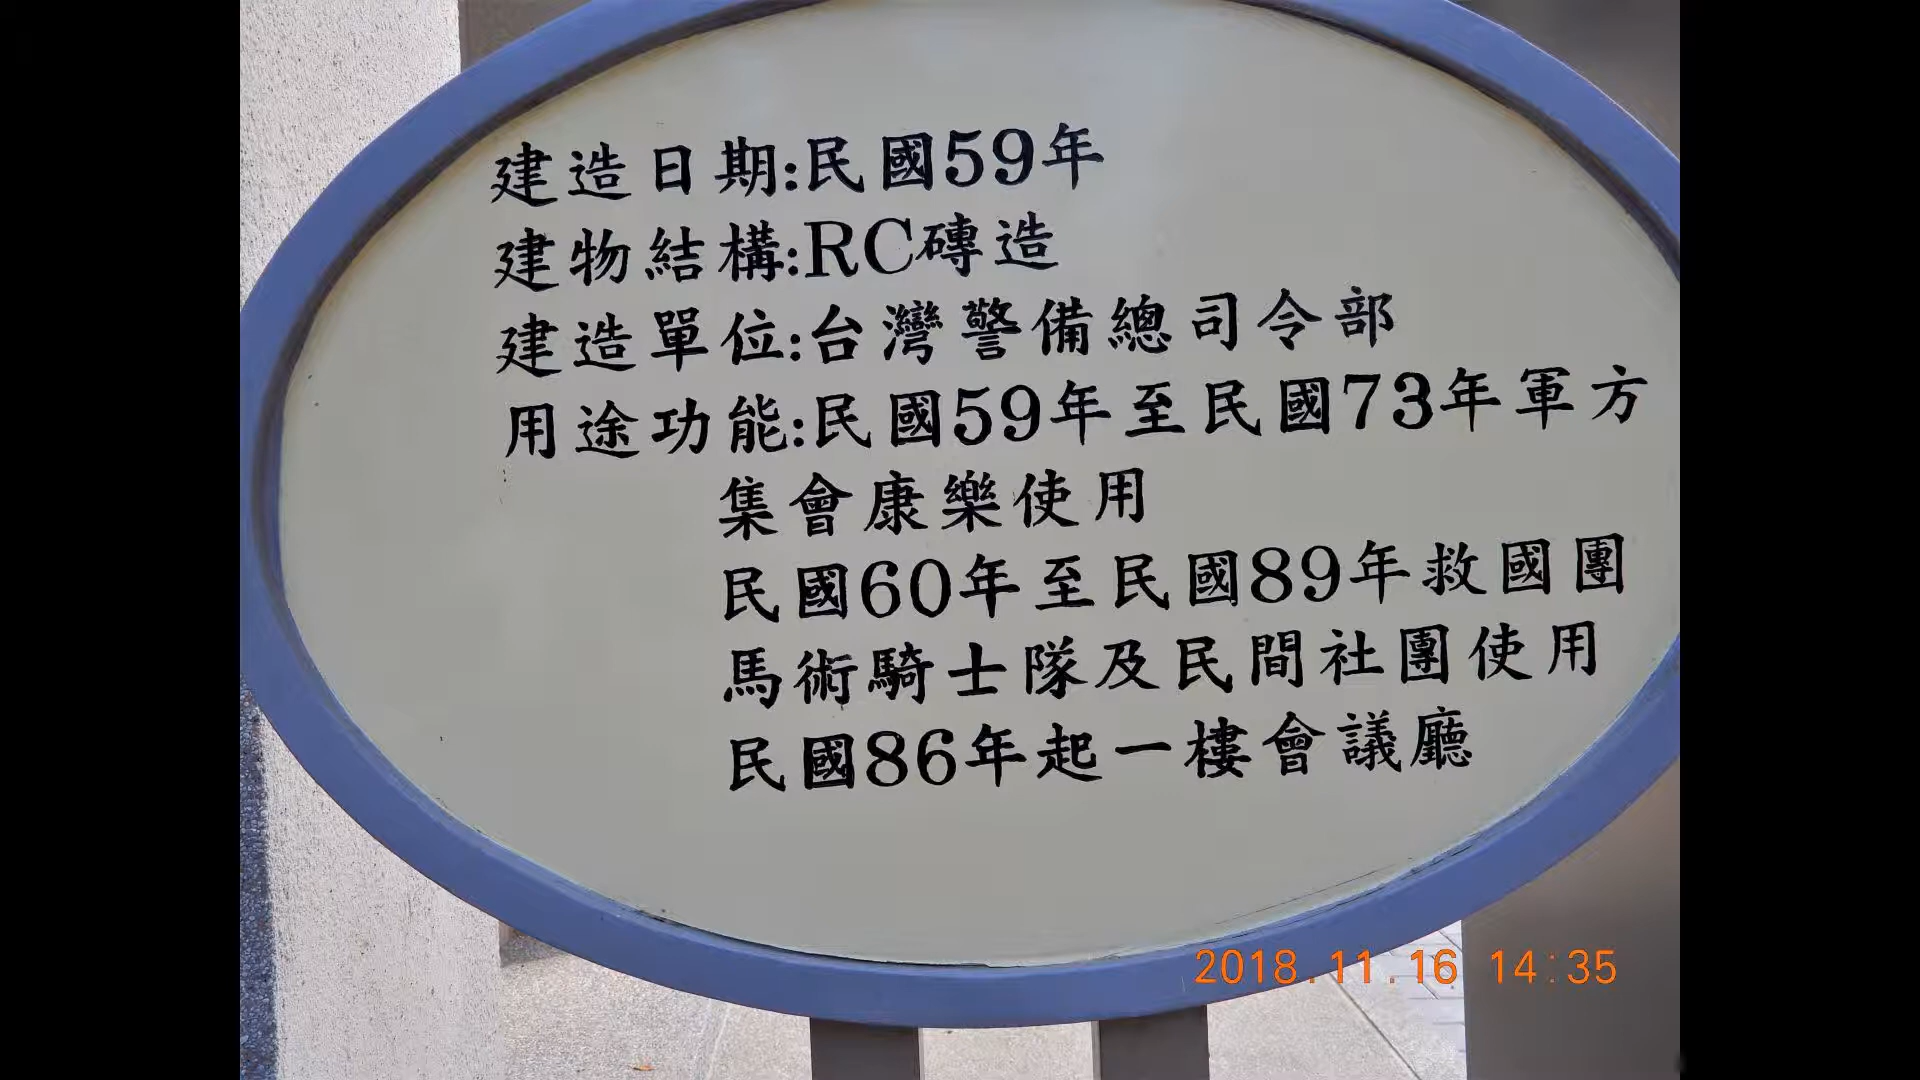 建造日期:民國59年
建物結構:RC磚造
建造單位:台灣警備總司令部
用途功能:民國59年至民國73年軍方
集會康樂使用
民國60年至民國89年救國團
馬術騎士隊及民間社團使用
民國86年起一樓會議廳
2018.11.16 14:35